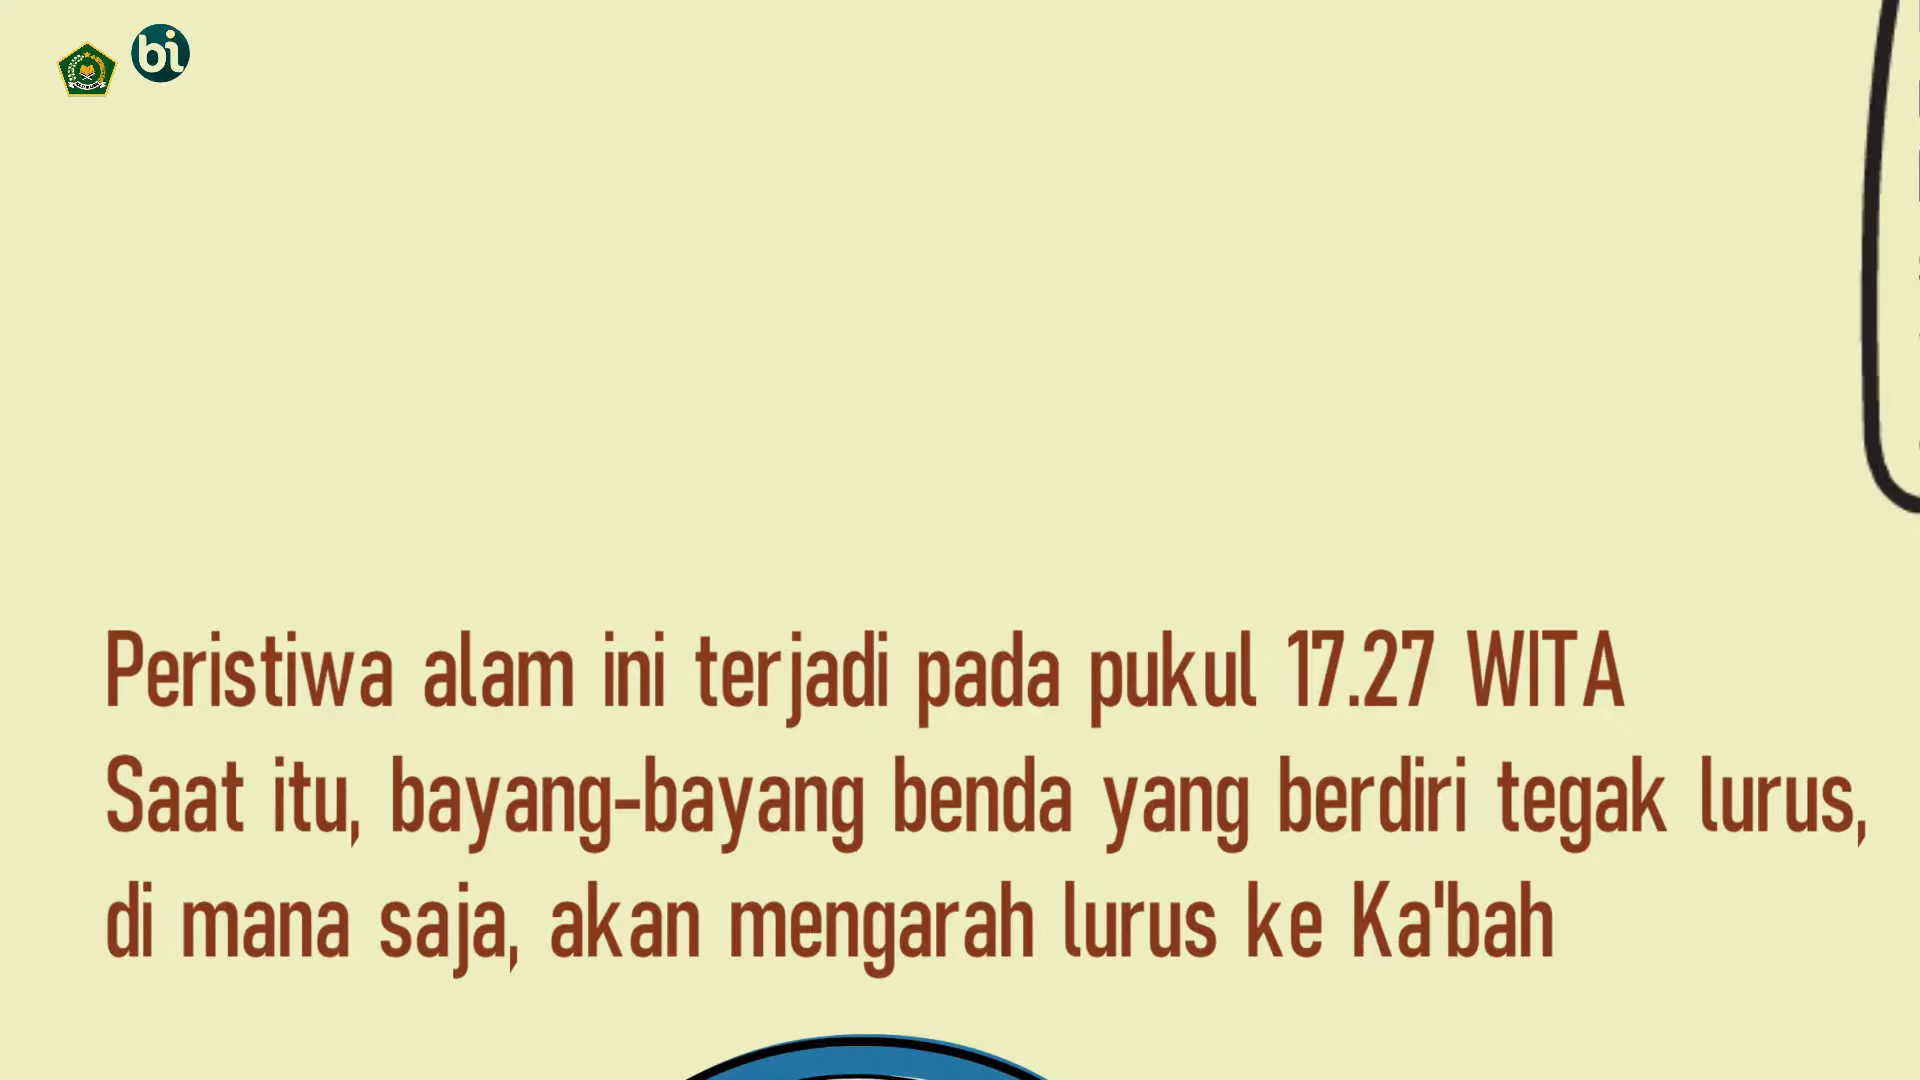 bi
Peristiwa alam ini terjadi pada pukul 17.27 WITA
Saat itu, bayang-bayang benda yang berdiri tegak lurus,
di mana saja, akan mengarah lurus ke Ka'bah